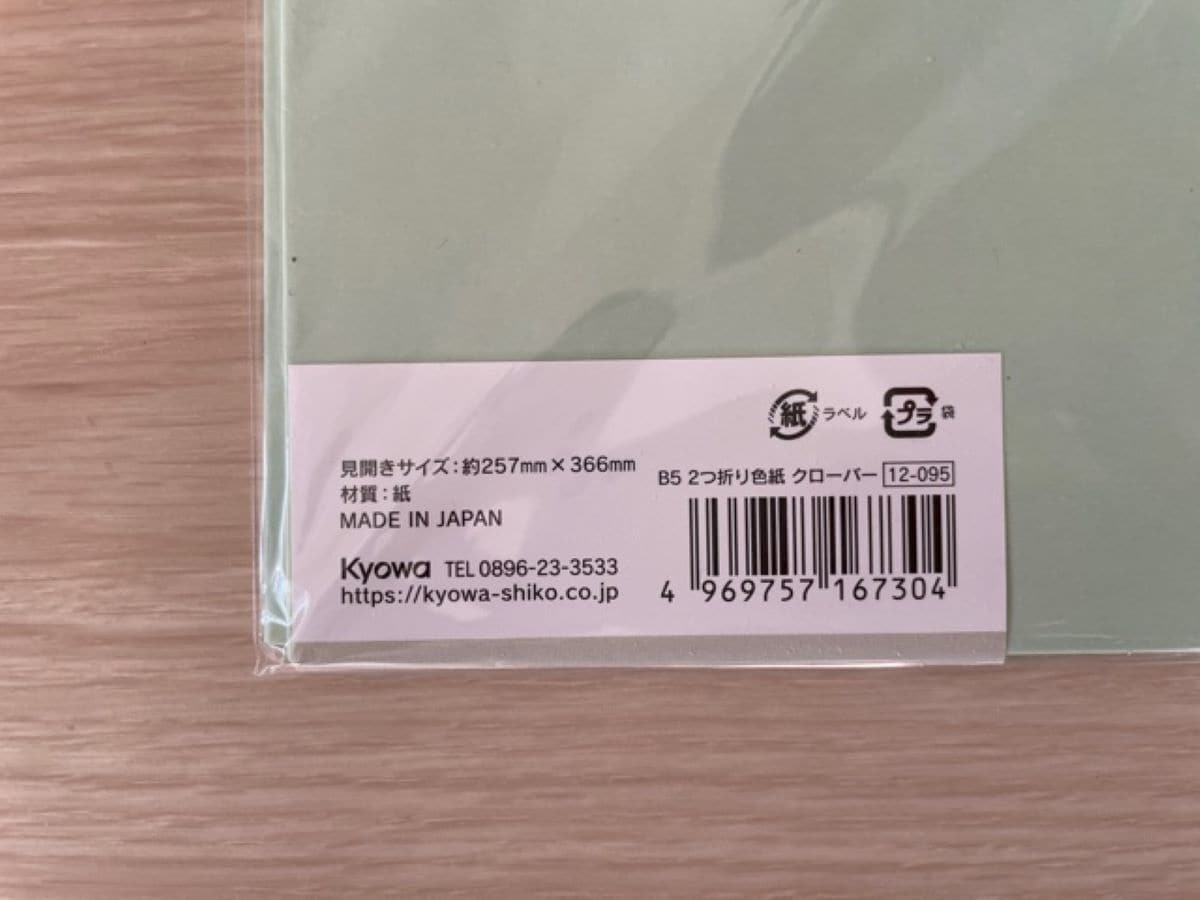 紙 ラベル プラ 袋
見開きサイズ：約257mm×366mm
材質：紙
MADE IN JAPAN
Kyowa TEL 0896-23-3533
https://kyowa-shiko.co.jp
B5 2つ折り色紙 クローバー 12-095
4 969757 167304